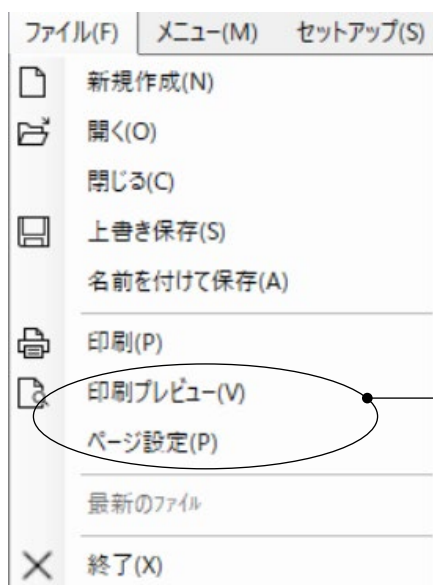 ファイル(F) メニュー(M) セットアップ(S)
新規作成(N)
開く(O)
閉じる(C)
上書き保存(S)
名前を付けて保存(A)
印刷(P)
印刷プレビュー(V)
ページ設定(P)
最新のファイル
終了(X)